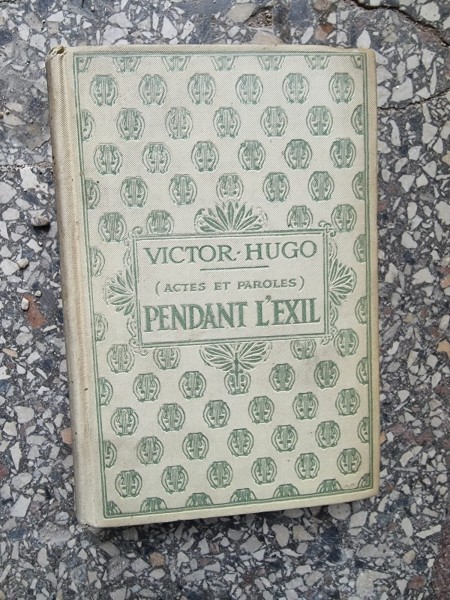 VICTOR·HUGO
(ACTES ET PAROLES)
PENDANT L'EXIL